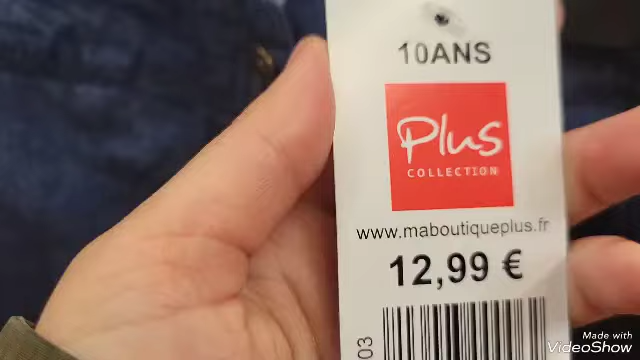 10ANS
Plus
COLLECTION
www.maboutiqueplus.fr
12,99 €
03
Made with
VideoShow